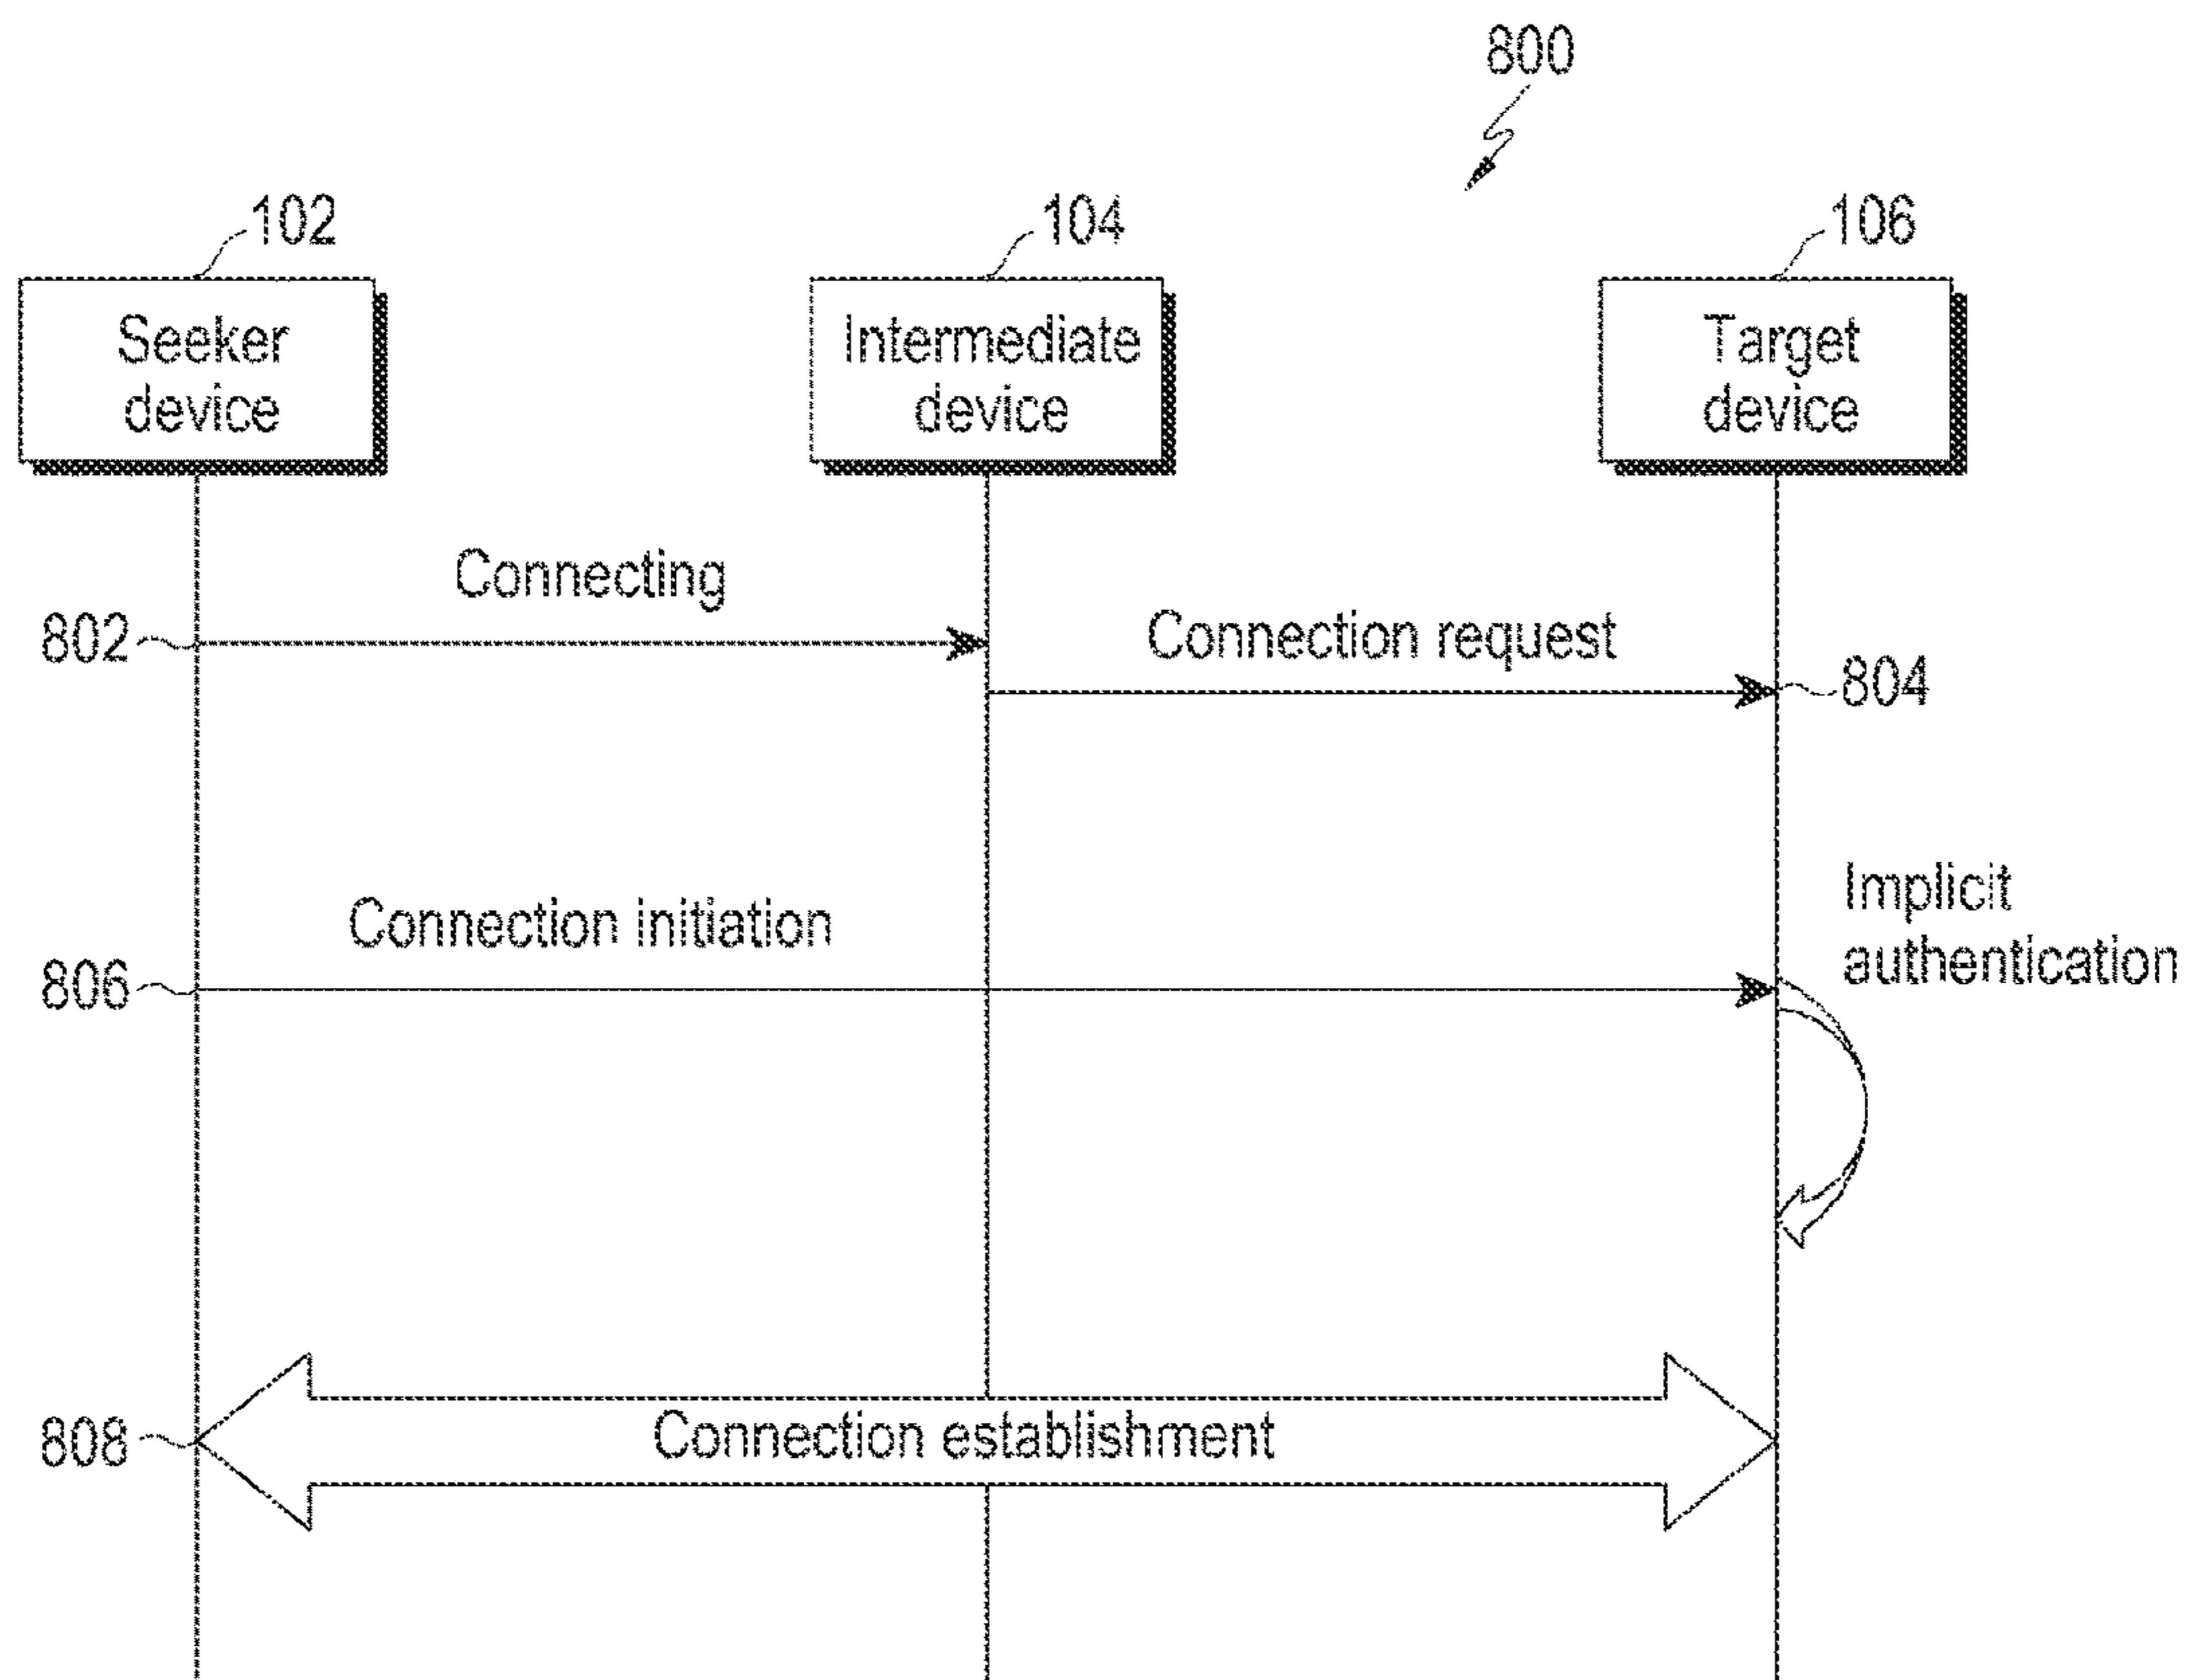 800
102
104
106
Seeker
device
Intermediate
device
Target
device
Connecting
802
Connection request
804
Implicit
authentication
Connection initiation
806
Connection establishment
808